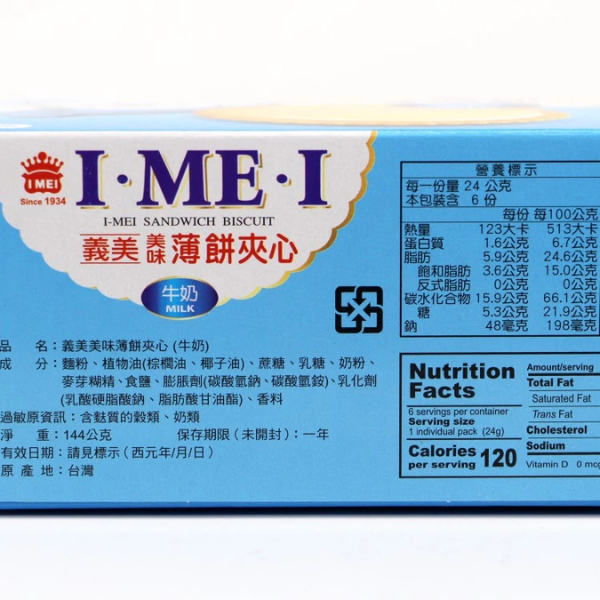 I MEI
Since 1934
I·ME·I
I-MEI SANDWICH BISCUIT
義美 美味 薄餅夾心
牛奶
MILK
品 名：義美美味薄餅夾心 (牛奶)
成 分：麵粉、植物油(棕櫚油、椰子油)、蔗糖、乳糖、奶粉、
麥芽糊精、食鹽、膨脹劑(碳酸氫鈉、碳酸氫銨)、乳化劑
(乳酸硬脂酸鈉、脂肪酸甘油酯)、香料
過敏原資訊：含麩質的穀類、奶類
淨 重：144公克 保存期限（未開封）：一年
有效日期：請見標示（西元年/月/日）
原產地：台灣
營養標示
每一份量 24 公克
本包裝含 6 份
每份 每100公克
熱量 123大卡 513大卡
蛋白質 1.6公克 6.7公克
脂肪 5.9公克 24.6公克
飽和脂肪 3.6公克 15.0公克
反式脂肪 0公克 0公克
碳水化合物 15.9公克 66.1公克
糖 5.3公克 21.9公克
鈉 48毫克 198毫克
Nutrition
Facts
6 servings per container
Serving size
1 individual pack (24g)
Calories
per serving 120
Amount/serving
Total Fat
Saturated Fat
Trans Fat
Cholesterol
Sodium
Vitamin D 0 mcg